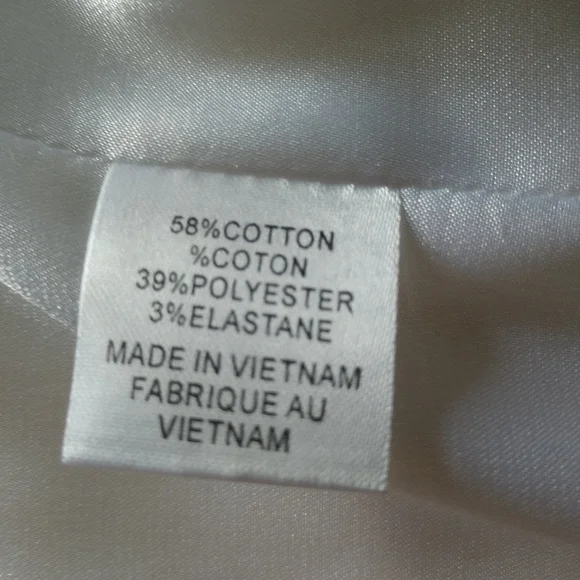 58%COTTON
%COTON
39%POLYESTER
3%ELASTANE
MADE IN VIETNAM
FABRIQUE AU
VIETNAM